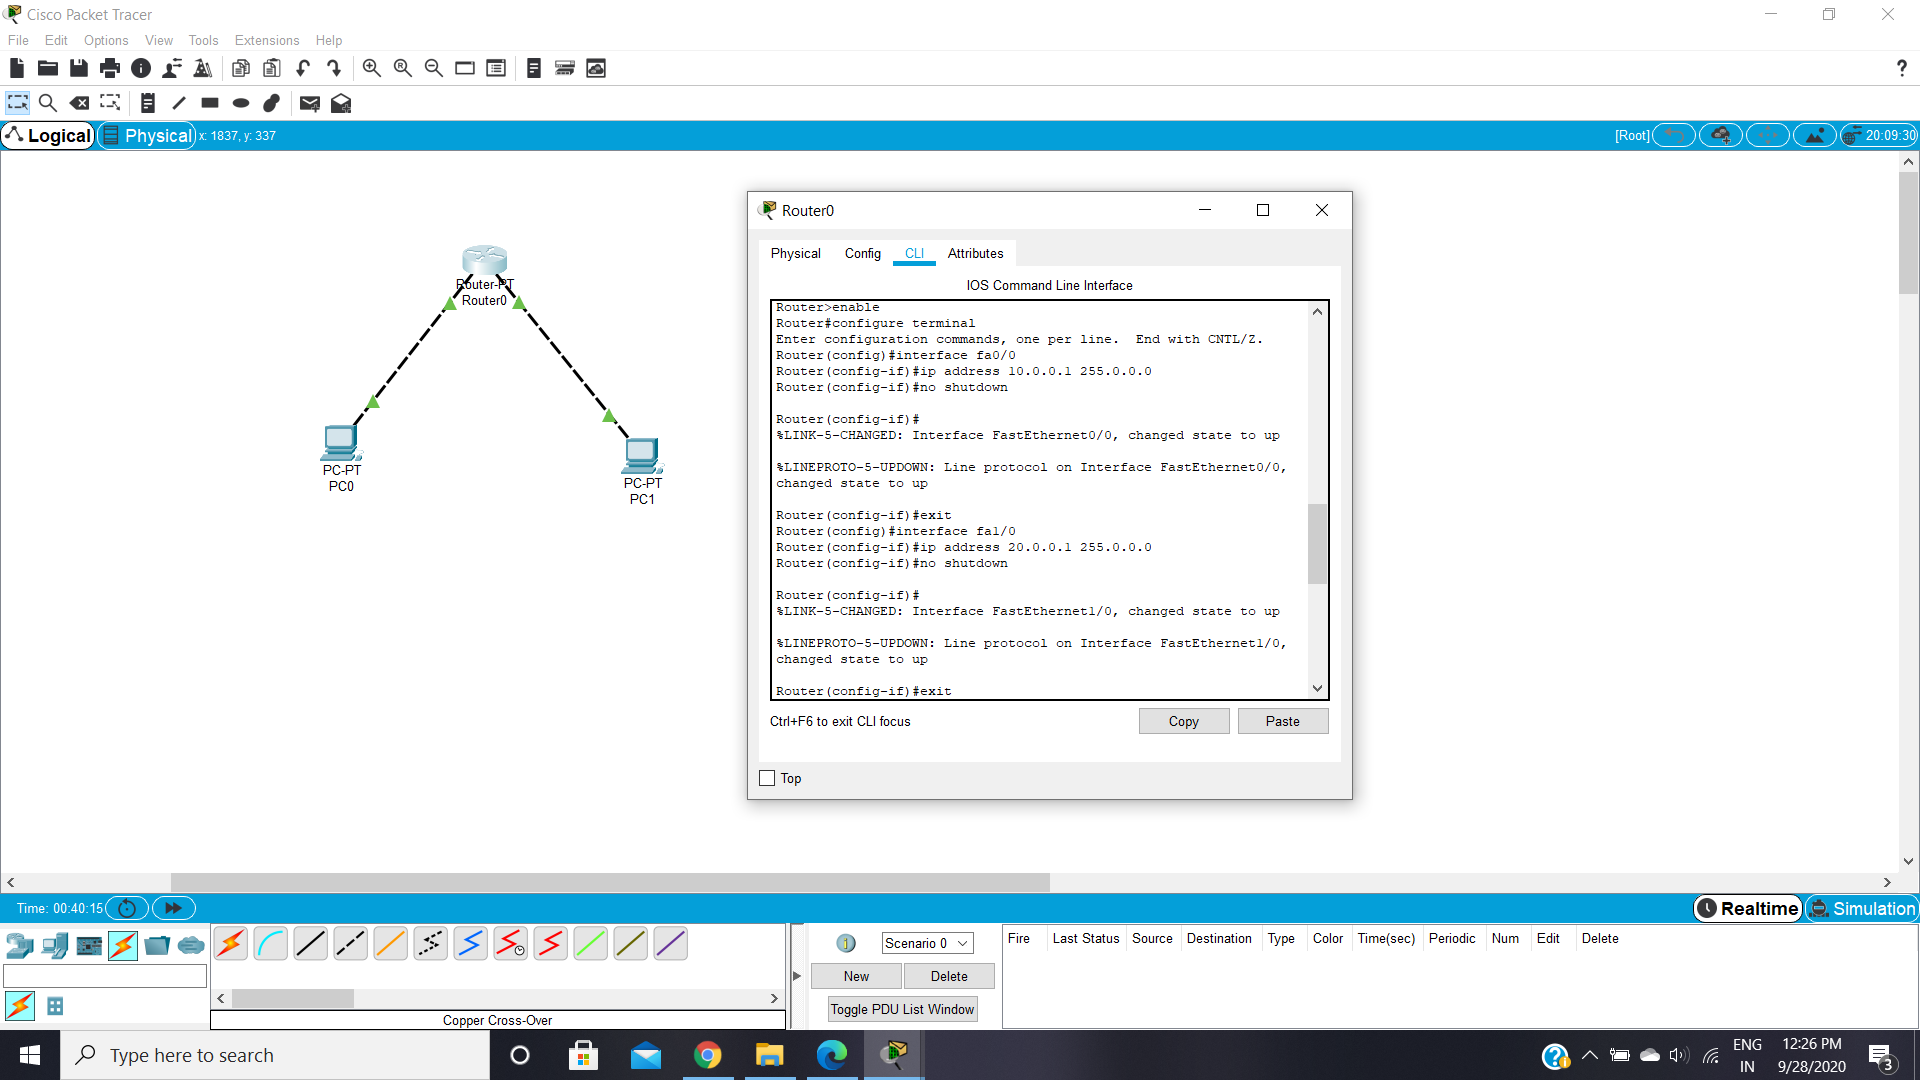 Cisco Packet Tracer
File Edit Options View Tools Extensions Help
?
Logical Physical x: 1837, y: 337
[Root] 20:09:30
Router-PT
Router0
PC-PT
PC0
PC-PT
PC1
Router0
Physical Config CLI Attributes
IOS Command Line Interface
Router>enable
Router#configure terminal
Enter configuration commands, one per line.  End with CNTL/Z.
Router(config)#interface fa0/0
Router(config-if)#ip address 10.0.0.1 255.0.0.0
Router(config-if)#no shutdown
Router(config-if)#
%LINK-5-CHANGED: Interface FastEthernet0/0, changed state to up
%LINEPROTO-5-UPDOWN: Line protocol on Interface FastEthernet0/0,
changed state to up
Router(config-if)#exit
Router(config)#interface fa1/0
Router(config-if)#ip address 20.0.0.1 255.0.0.0
Router(config-if)#no shutdown
Router(config-if)#
%LINK-5-CHANGED: Interface FastEthernet1/0, changed state to up
%LINEPROTO-5-UPDOWN: Line protocol on Interface FastEthernet1/0,
changed state to up
Router(config-if)#exit
Ctrl+F6 to exit CLI focus
Copy Paste
Top
Time: 00:40:15
Realtime Simulation
Scenario 0
New Delete
Toggle PDU List Window
Fire Last Status Source Destination Type Color Time(sec) Periodic Num Edit Delete
Copper Cross-Over
Type here to search
ENG
IN
12:26 PM
9/28/2020
3